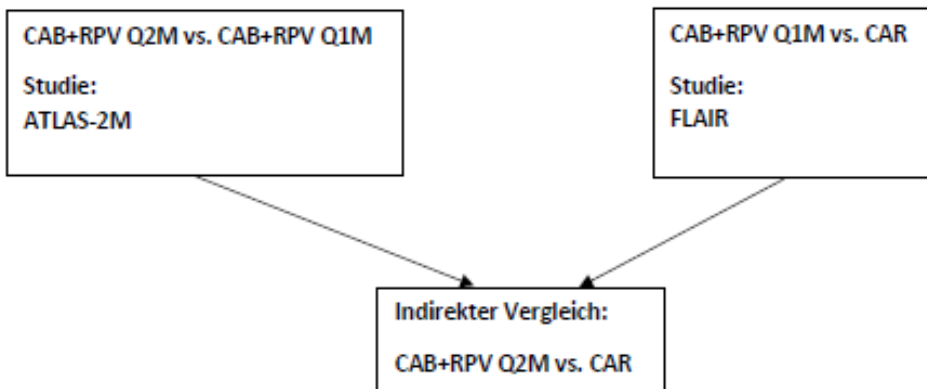 CAB+RPV Q2M vs. CAB+RPV Q1M
Studie:
ATLAS-2M
CAB+RPV Q1M vs. CAR
Studie:
FLAIR
Indirekter Vergleich:
CAB+RPV Q2M vs. CAR